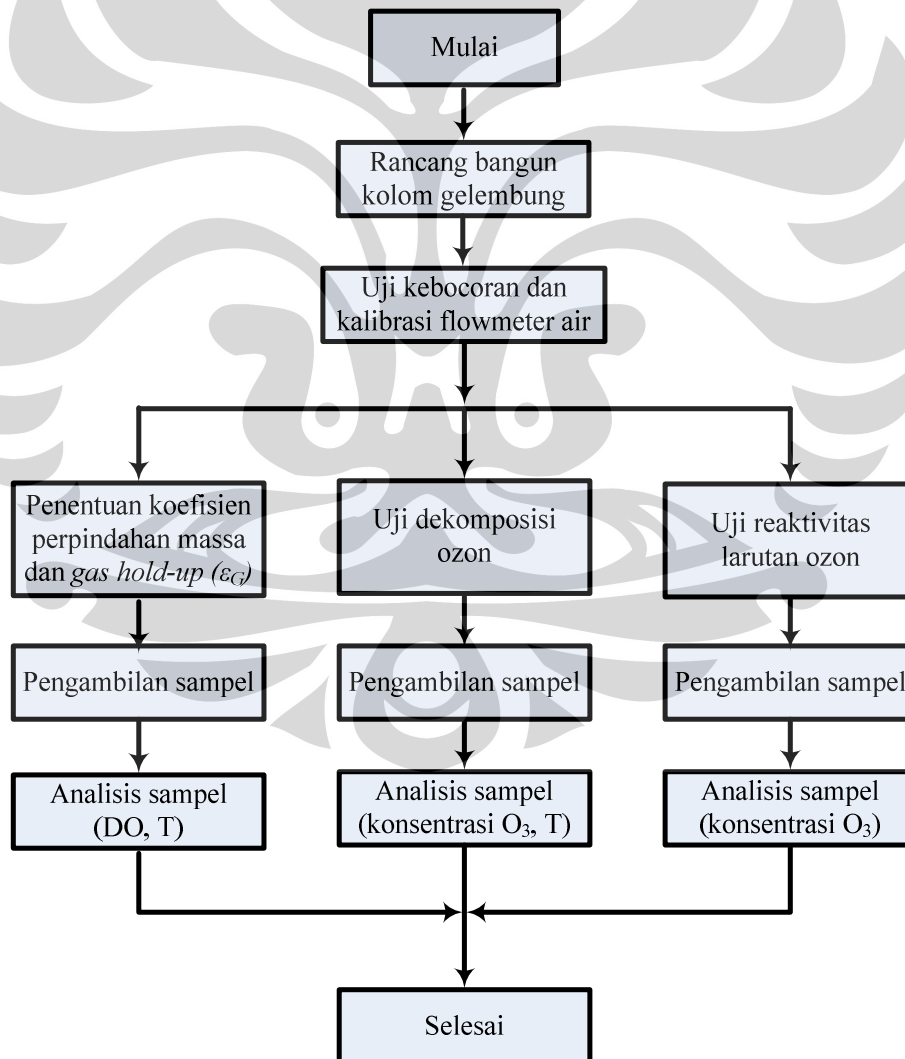 Mulai
Rancang bangun
kolom gelembung
Uji kebocoran dan
kalibrasi flowmeter air
Penentuan koefisien
perpindahan massa
dan gas hold-up (εG)
Uji dekomposisi
ozon
Uji reaktivitas
larutan ozon
Pengambilan sampel
Pengambilan sampel
Pengambilan sampel
Analisis sampel
(DO, T)
Analisis sampel
(konsentrasi O3, T)
Analisis sampel
(konsentrasi O3)
Selesai